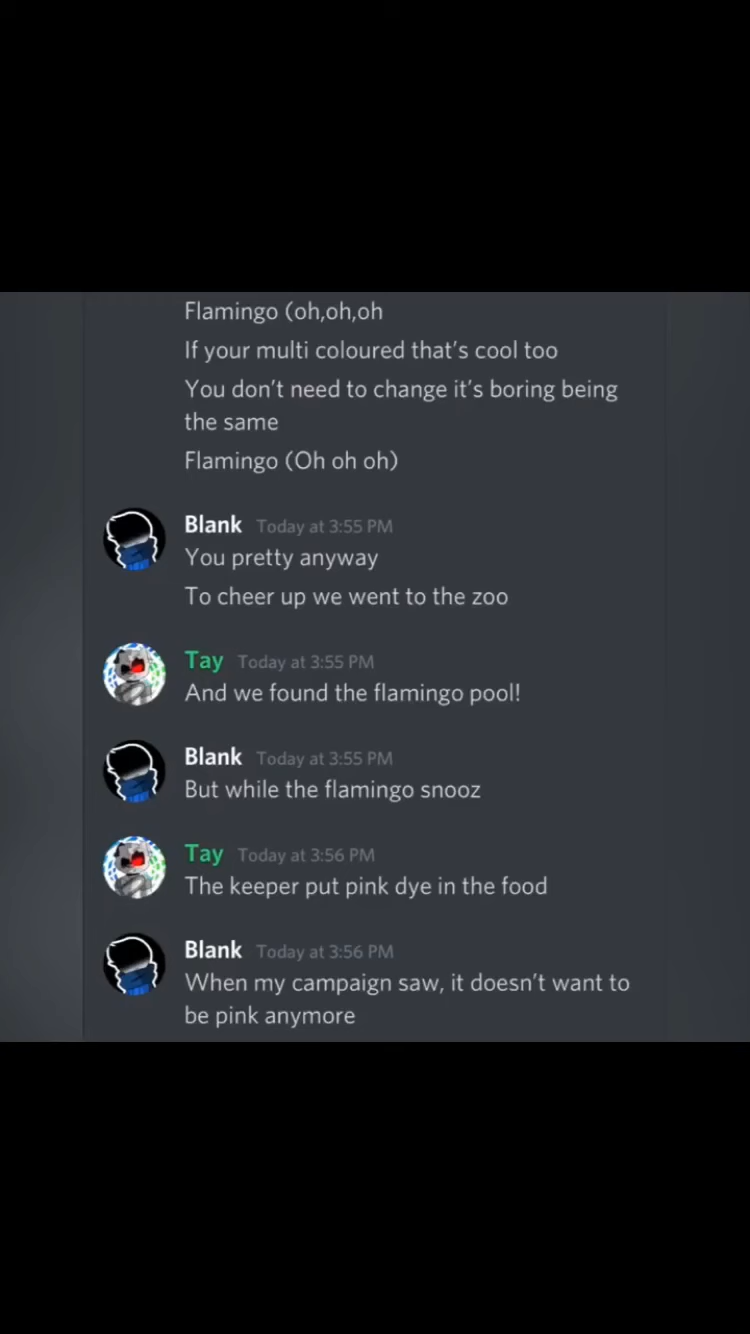 Flamingo (oh,oh,oh
If your multi coloured that's cool too
You don't need to change it's boring being
the same
Flamingo (Oh oh oh)
Blank Today at 3:55 PM
You pretty anyway
To cheer up we went to the zoo
Tay Today at 3:55 PM
And we found the flamingo pool!
Blank Today at 3:55 PM
But while the flamingo snooz
Tay Today at 3:56 PM
The keeper put pink dye in the food
Blank Today at 3:56 PM
When my campaign saw, it doesn't want to
be pink anymore